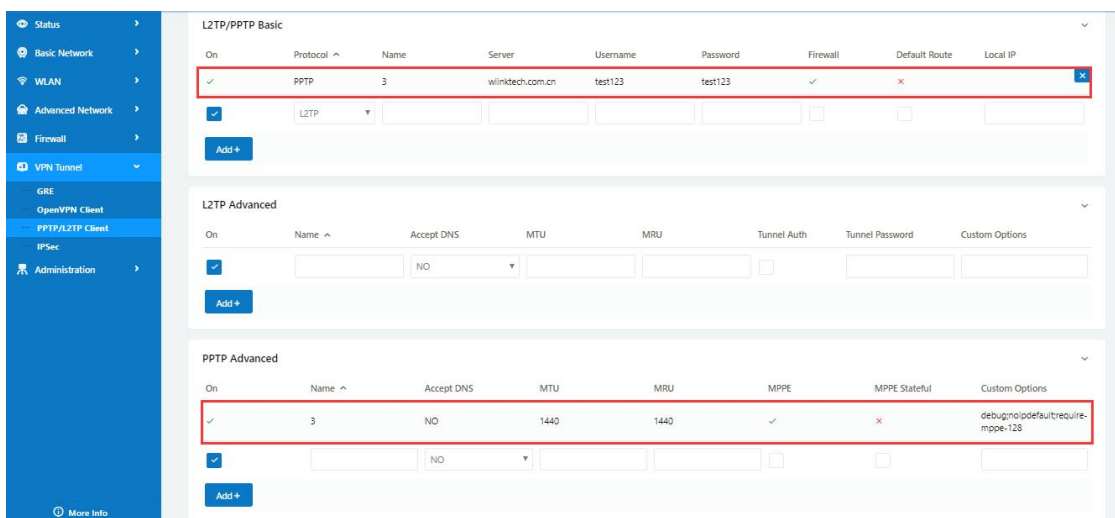 Status
Basic Network
WLAN
Advanced Network
Firewall
VPN Tunnel
GRE
OpenVPN Client
PPTP/L2TP Client
IPSec
Administration
More Info
L2TP/PPTP Basic
On Protocol Name Server Username Password Firewall Default Route Local IP
PPTP 3 wlinktech.com.cn test123 test123
L2TP
Add+
L2TP Advanced
On Name Accept DNS MTU MRU Tunnel Auth Tunnel Password Custom Options
NO
Add+
PPTP Advanced
On Name Accept DNS MTU MRU MPPE MPPE Stateful Custom Options
3 NO 1440 1440 debug;noipdefault;require-
mppe-128
NO
Add+